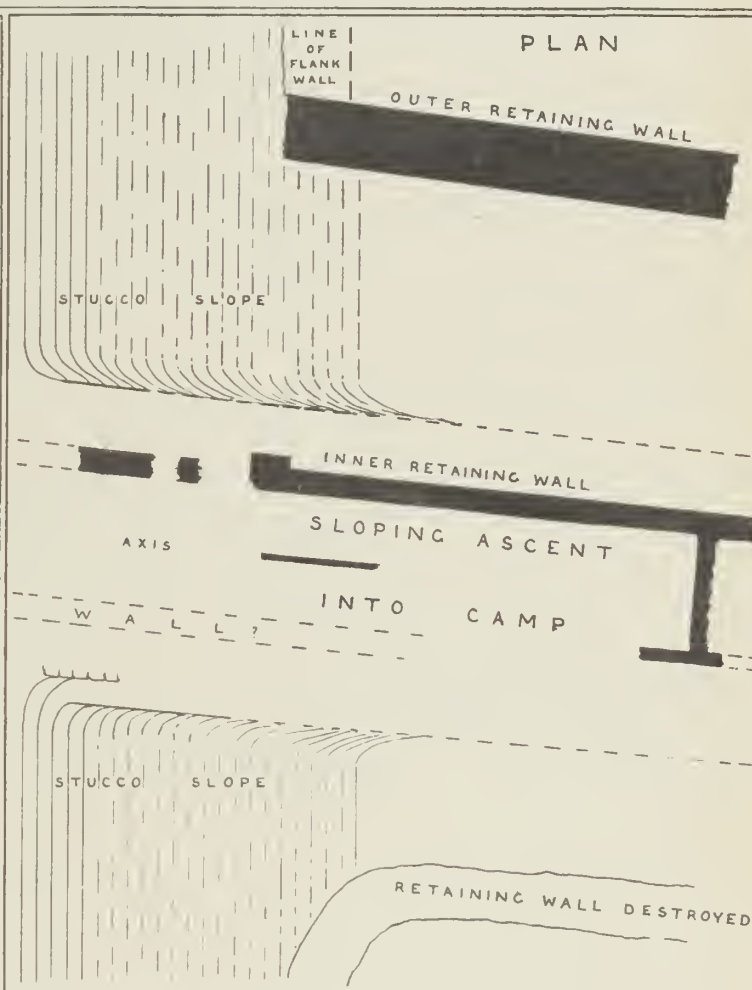 PLAN
LINE
OF
FLANK
WALL
OUTER RETAINING WALL
STUCCO SLOPE
INNER RETAINING WALL
SLOPING ASCENT
AXIS
INTO CAMP
WALL?
STUCCO SLOPE
RETAINING WALL DESTROYED